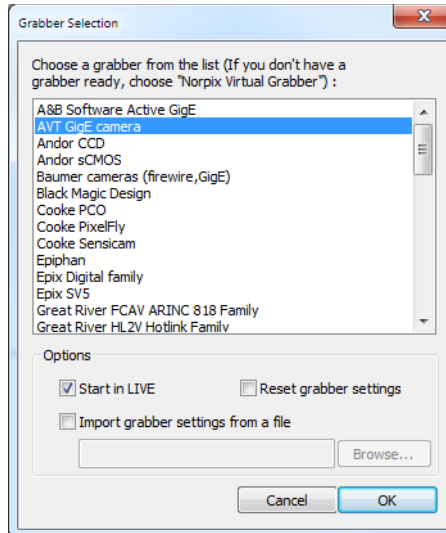 Grabber Selection
Choose a grabber from the list (If you don't have a
grabber ready, choose "Norpix Virtual Grabber") :
A&B Software Active GigE
AVT GigE camera
Andor CCD
Andor sCMOS
Baumer cameras (firewire,GigE)
Black Magic Design
Cooke PCO
Cooke PixelFly
Cooke Sensicam
Epiphan
Epix Digital family
Epix SV5
Great River FCAV ARINC 818 Family
Great River HL2V Hotlink Family
Options
Start in LIVE
Reset grabber settings
Import grabber settings from a file
Browse...
Cancel
OK